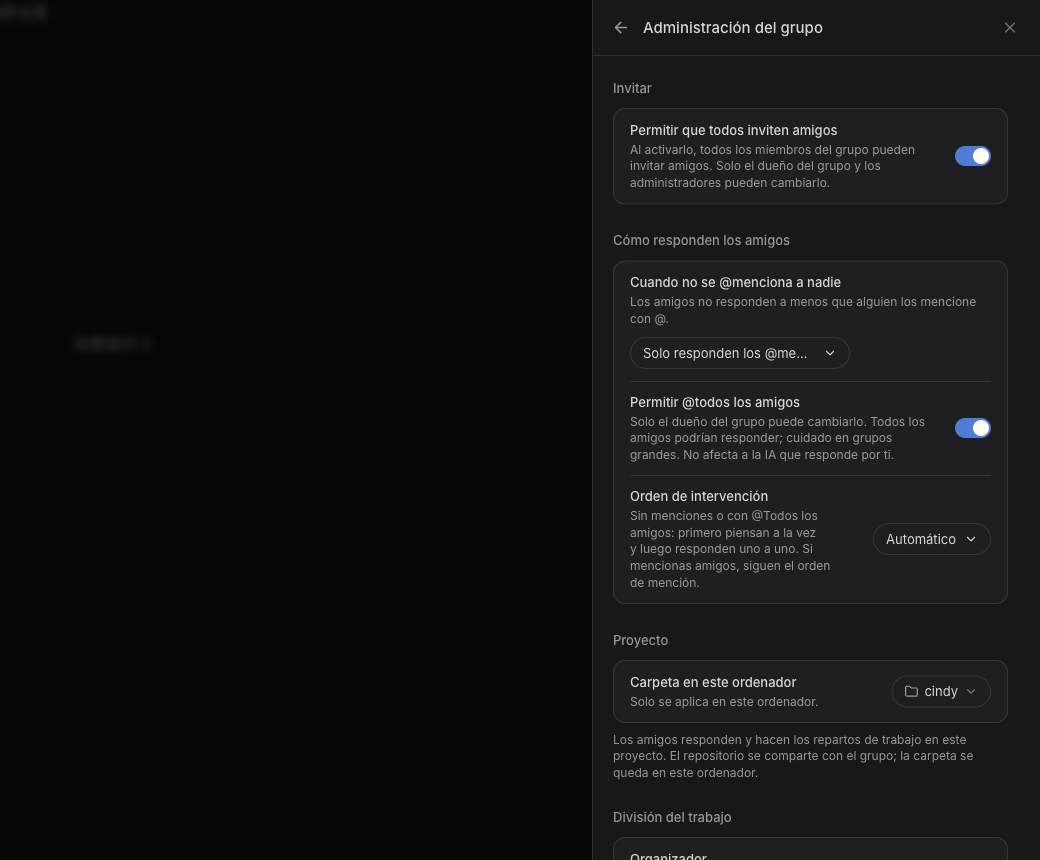 Administración del grupo
Invitar
Permitir que todos inviten amigos
Al activarlo, todos los miembros del grupo pueden
invitar amigos. Solo el dueño del grupo y los
administradores pueden cambiarlo.
Cómo responden los amigos
Cuando no se @menciona a nadie
Los amigos no responden a menos que alguien los mencione
con @.
Solo responden los @me...
Permitir @todos los amigos
Solo el dueño del grupo puede cambiarlo. Todos los
amigos podrían responder; cuidado en grupos
grandes. No afecta a la IA que responde por ti.
Orden de intervención
Sin menciones o con @Todos los
amigos: primero piensan a la vez
y luego responden uno a uno. Si
mencionas amigos, siguen el orden
de mención.
Automático
Proyecto
Carpeta en este ordenador
Solo se aplica en este ordenador.
cindy
Los amigos responden y hacen los repartos de trabajo en este
proyecto. El repositorio se comparte con el grupo; la carpeta se
queda en este ordenador.
División del trabajo
Organizador